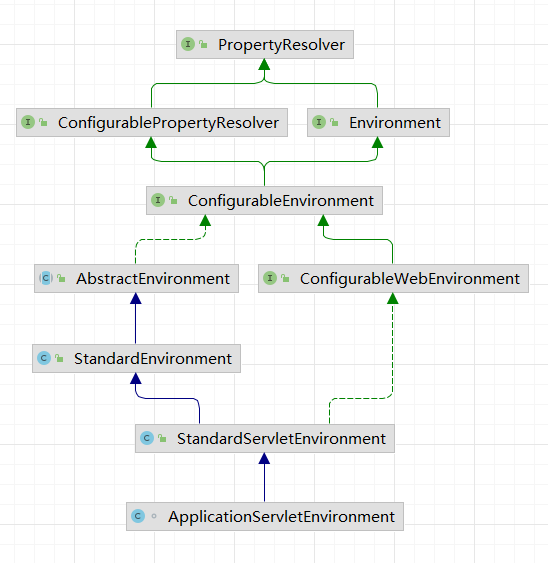 I PropertyResolver
I ConfigurablePropertyResolver
I Environment
I ConfigurableEnvironment
C AbstractEnvironment
I ConfigurableWebEnvironment
C StandardEnvironment
C StandardServletEnvironment
C ApplicationServletEnvironment